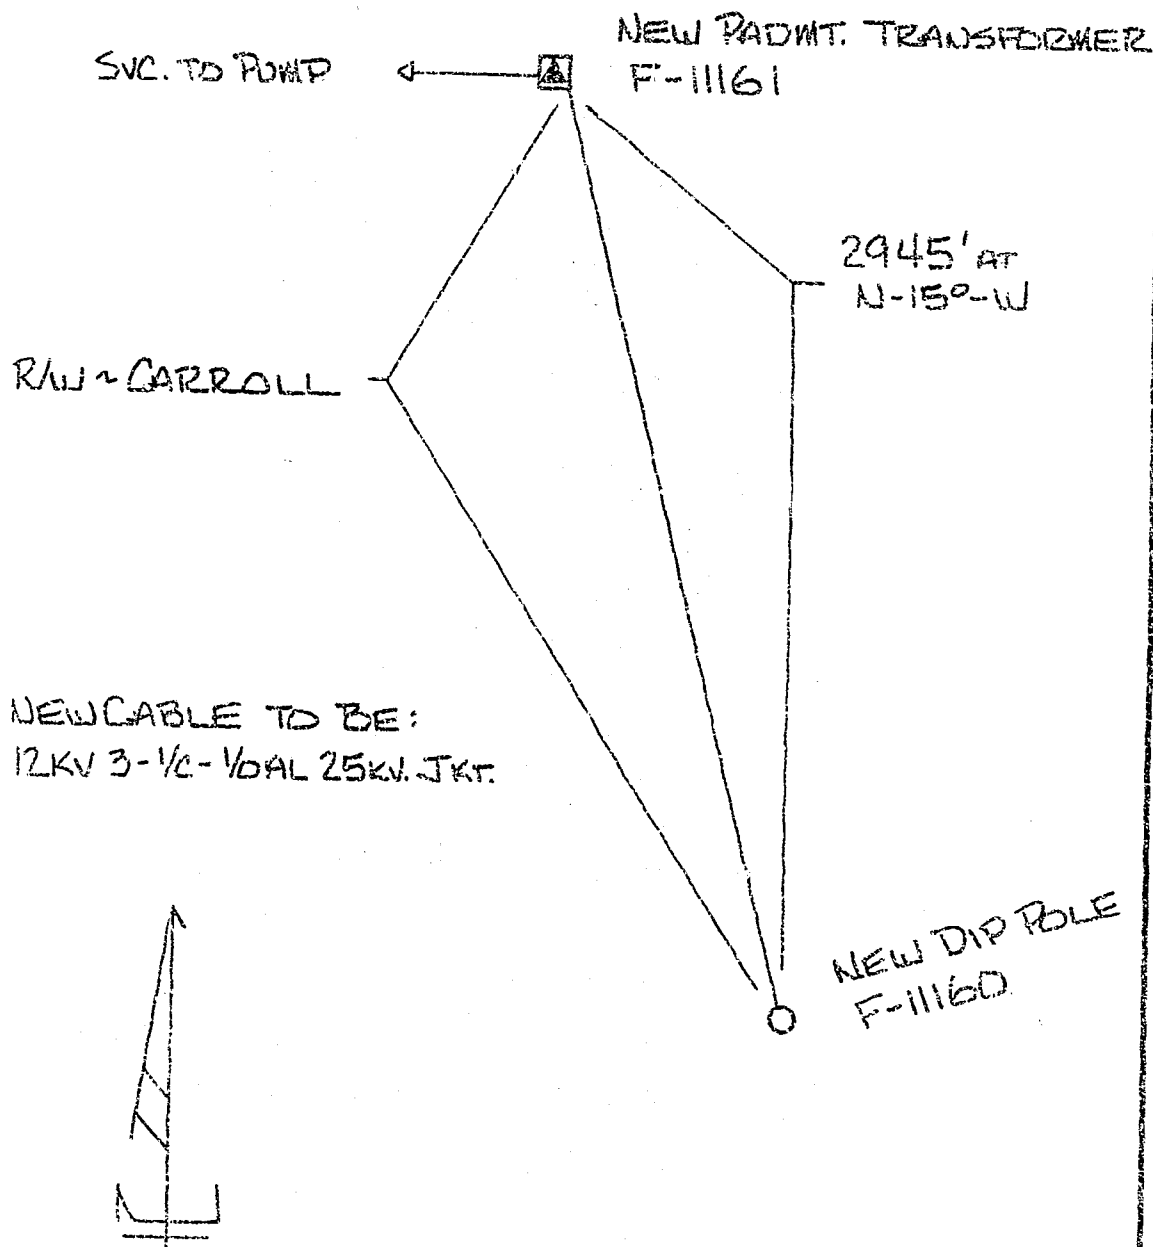 NEW PADMT. TRANSFORMER
F-11161
SVC. TO PUMP
2945' AT
N-15°-W
R/W ~ CARROLL
NEW CABLE TO BE:
12KV 3-1/C-1/0AL 25KV. JKT.
NEW DIP POLE
F-11160
N